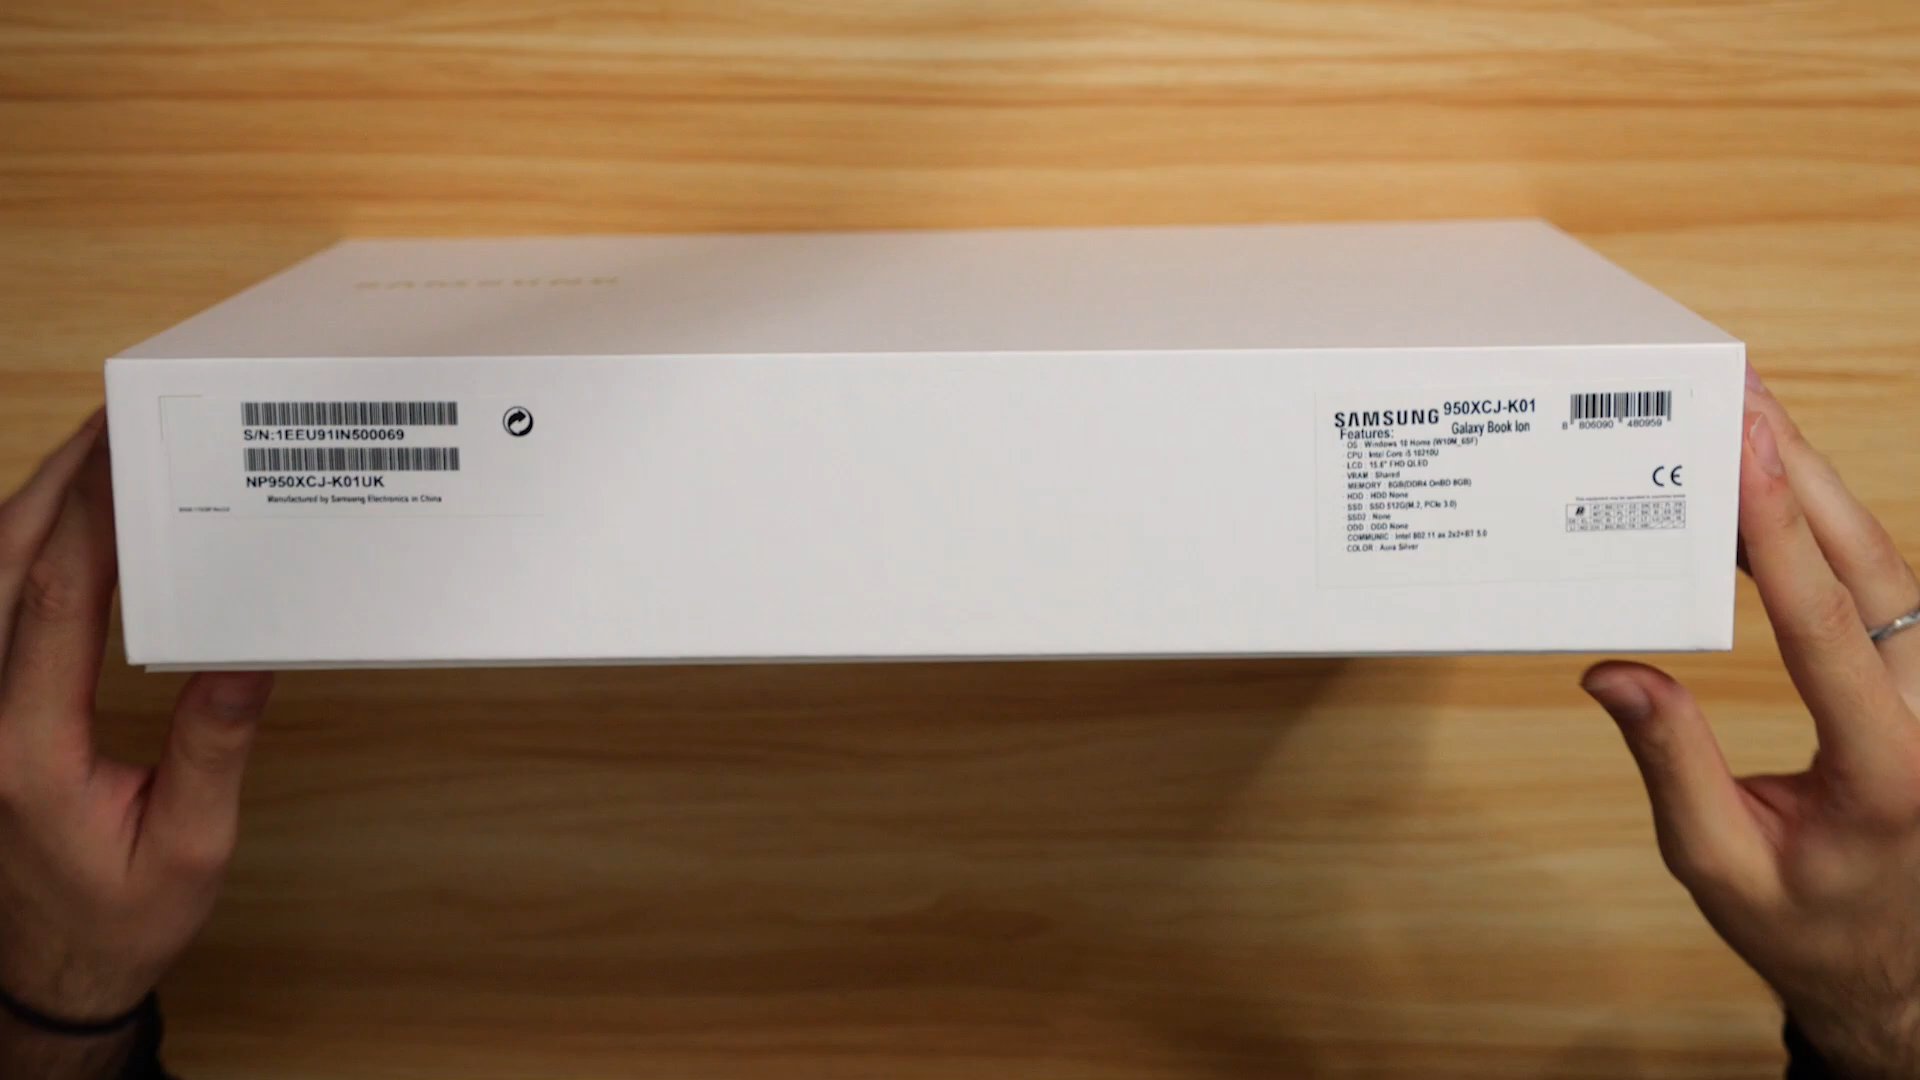 SAMSUNG
S/N:1EEU91IN500069
NP950XCJ-K01UK
Manufactured by Samsung Electronics in China
SAMSUNG 950XCJ-K01
Galaxy Book Ion
Features:
OS : Windows 10 Home
CPU : Intel Core i5 10210U
LCD : 15.6" FHD QLED
VRAM : Shared
MEMORY : 8GB(DDR4 OnBD 8GB)
HDD : HDD None
SSD : SSD 512G(M.2, PCIe 3.0)
SSD2 : None
ODD : ODD None
COMMUNIC : Intel 802.11 ax 2x2+BT 5.0
COLOR : Aura Silver
8 806090 480959
CE